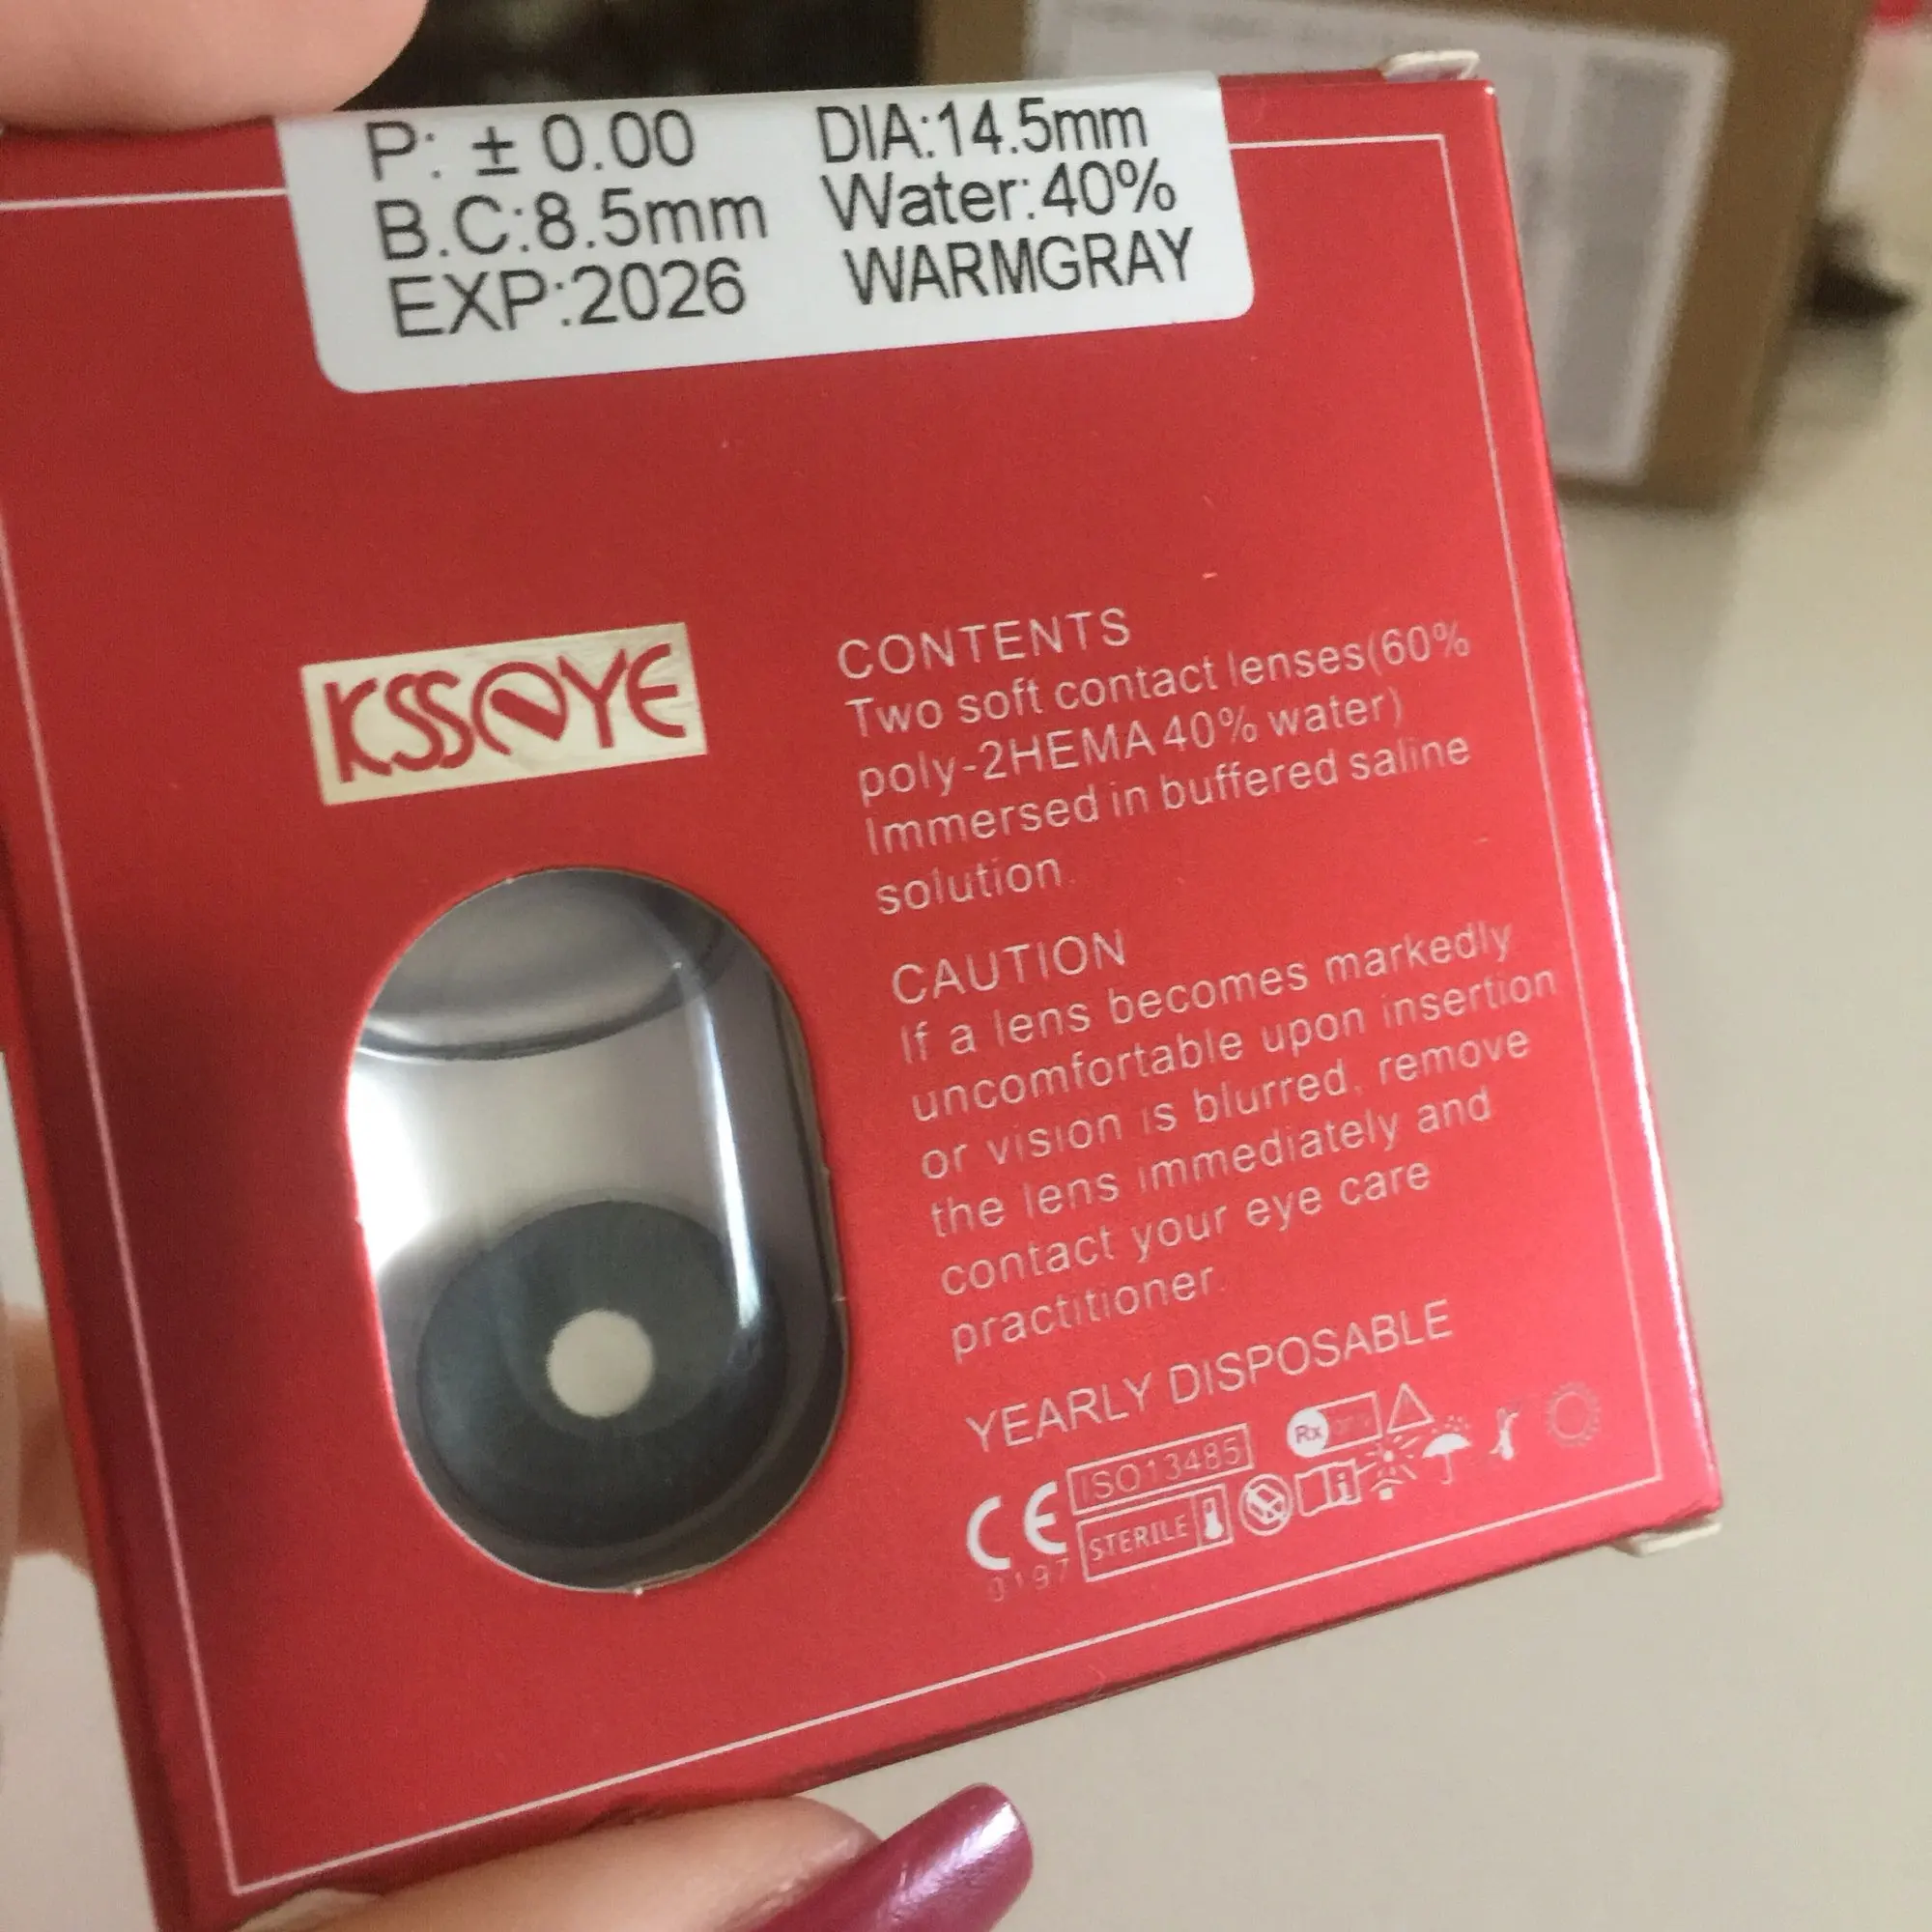 P: ± 0.00 DIA:14.5mm
B.C:8.5mm Water:40%
EXP:2026 WARMGRAY
KSSOYE
CONTENTS
Two soft contact lenses(60%
poly-2HEMA 40% water)
Immersed in buffered saline
solution
CAUTION
If a lens becomes markedly
uncomfortable upon insertion
or vision is blurred, remove
the lens immediately and
contact your eye care
practitioner.
YEARLY DISPOSABLE
CE ISO13485 Rx
0197 STERILE